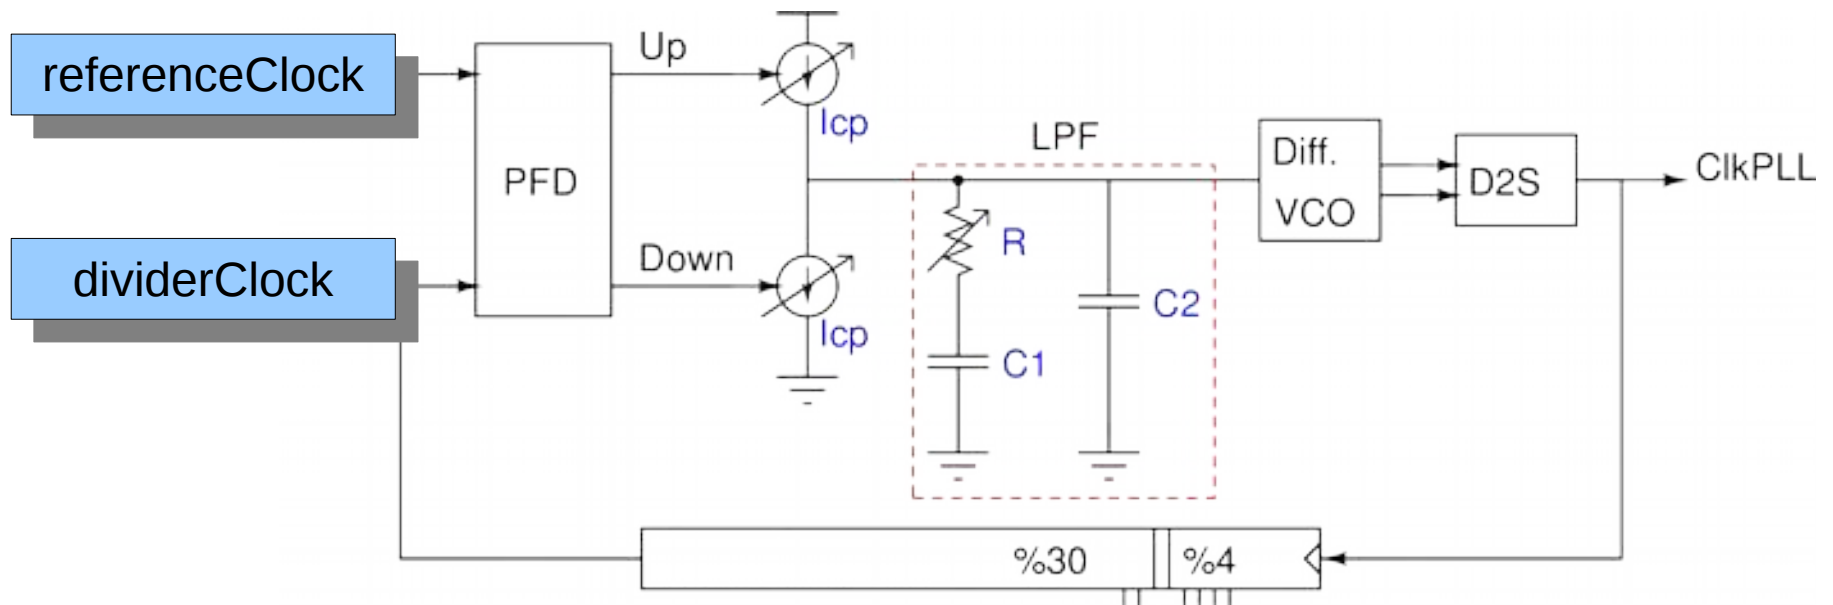 referenceClock
Up
Icp
LPF
Diff.
VCO
D2S
ClkPLL
PFD
R
Down
dividerClock
Icp
C2
C1
%30
%4